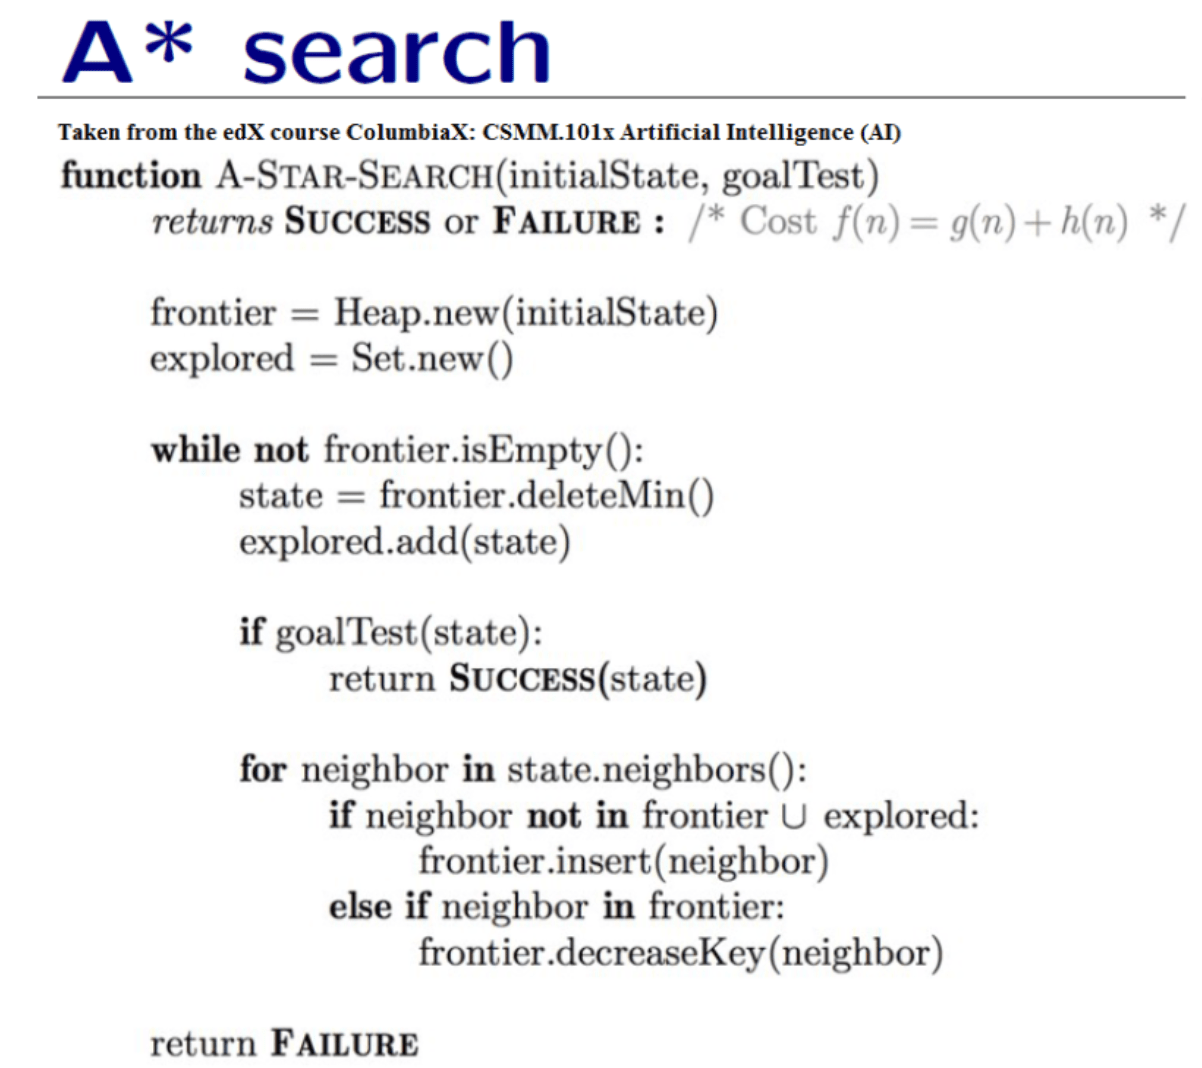 A* search
Taken from the edX course ColumbiaX: CSMM.101x Artificial Intelligence (AI)
function A-STAR-SEARCH(initialState, goalTest)
returns SUCCESS or FAILURE : /* Cost f(n) = g(n) + h(n) */
frontier = Heap.new(initialState)
explored = Set.new()
while not frontier.isEmpty():
state = frontier.deleteMin()
explored.add(state)
if goalTest(state):
return SUCCESS(state)
for neighbor in state.neighbors():
if neighbor not in frontier ∪ explored:
frontier.insert(neighbor)
else if neighbor in frontier:
frontier.decreaseKey(neighbor)
return FAILURE